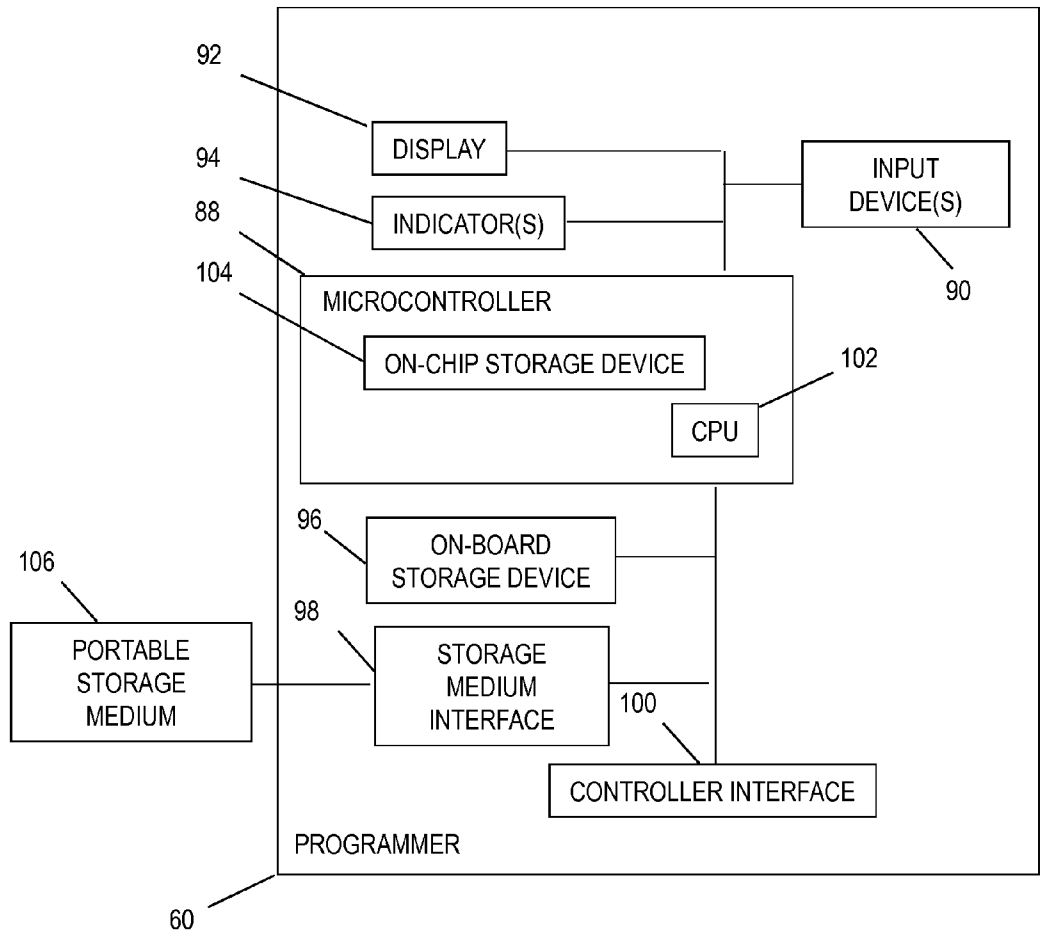 92
DISPLAY
94
INPUT
DEVICE(S)
88
INDICATOR(S)
104
90
MICROCONTROLLER
ON-CHIP STORAGE DEVICE
102
CPU
96
ON-BOARD
STORAGE DEVICE
106
98
PORTABLE
STORAGE
MEDIUM
STORAGE
MEDIUM
INTERFACE
100
CONTROLLER INTERFACE
PROGRAMMER
60